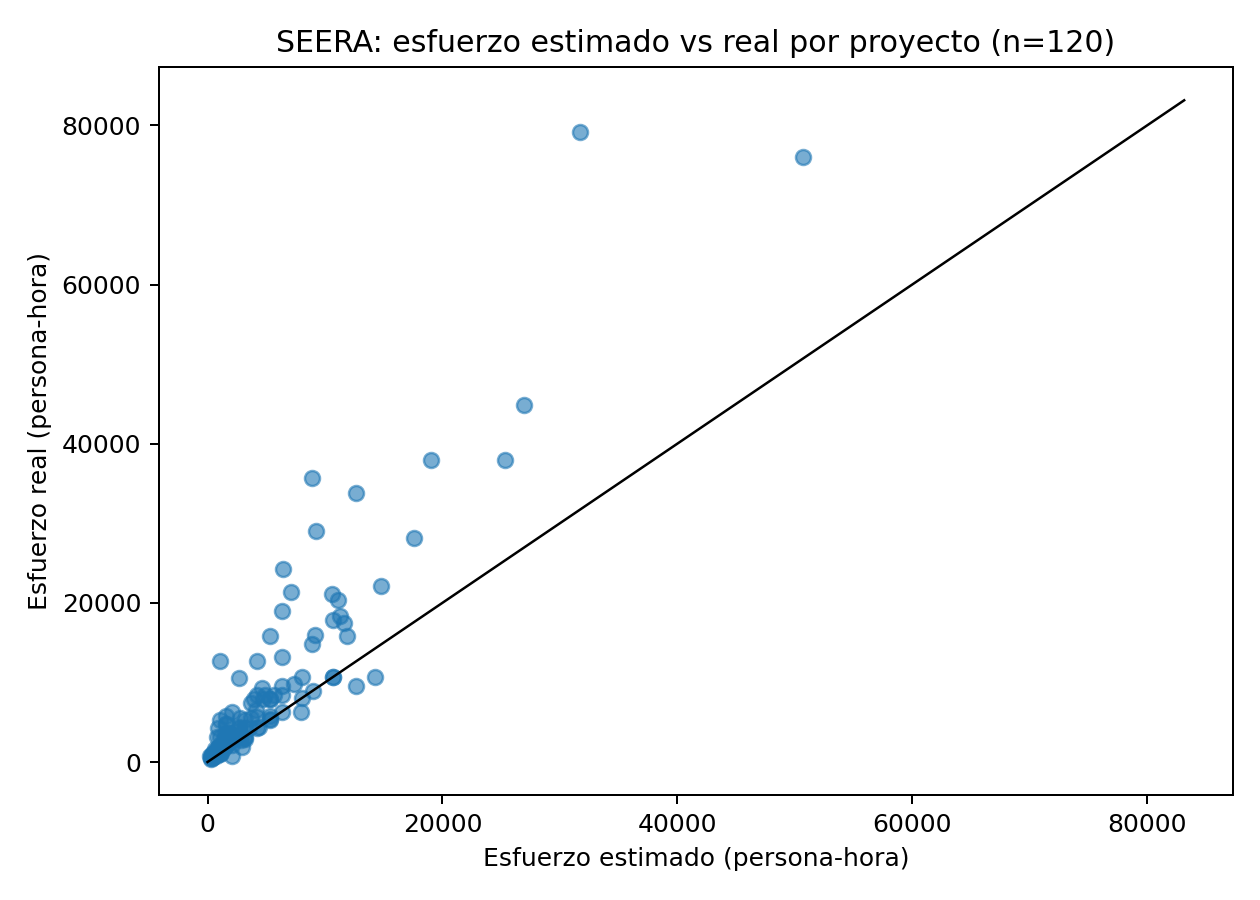 SEERA: esfuerzo estimado vs real por proyecto (n=120)
Esfuerzo real (persona-hora)
80000
60000
40000
20000
0
0 20000 40000 60000 80000
Esfuerzo estimado (persona-hora)